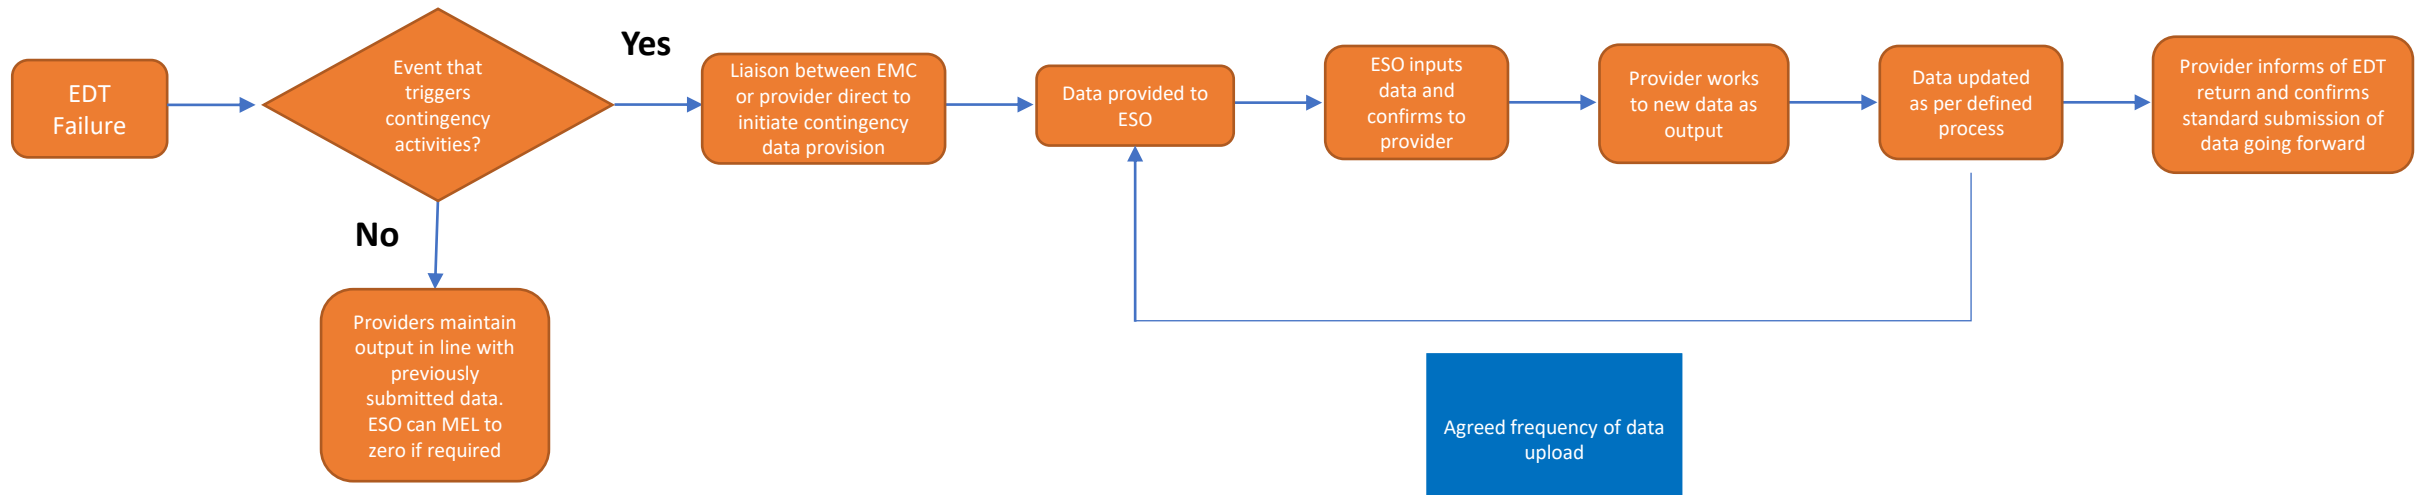 EDT
Failure
Event that
triggers
contingency
activities?
Yes
No
Providers maintain
output in line with
previously
submitted data.
ESO can MEL to
zero if required
Liaison between EMC
or provider direct to
initiate contingency
data provision
Data provided to
ESO
ESO inputs
data and
confirms to
provider
Provider works
to new data as
output
Data updated
as per defined
process
Provider informs of EDT
return and confirms
standard submission of
data going forward
Agreed frequency of data
upload